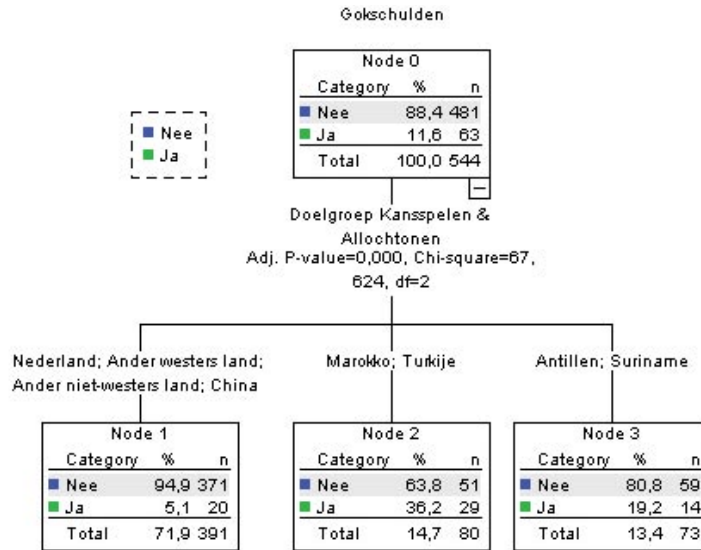 Gokschulden
Node 0
Category % n
Nee 88,4 481
Ja 11,6 63
Total 100,0 544
Nee
Ja
Doelgroep Kansspelen &
Allochtonen
Adj. P-value=0,000, Chi-square=67,
624, df=2
Nederland; Ander westers land;
Ander niet-westers land; China
Node 1
Category % n
Nee 94,9 371
Ja 5,1 20
Total 71,9 391
Marokko; Turkije
Node 2
Category % n
Nee 63,8 51
Ja 36,2 29
Total 14,7 80
Antillen; Suriname
Node 3
Category % n
Nee 80,8 59
Ja 19,2 14
Total 13,4 73